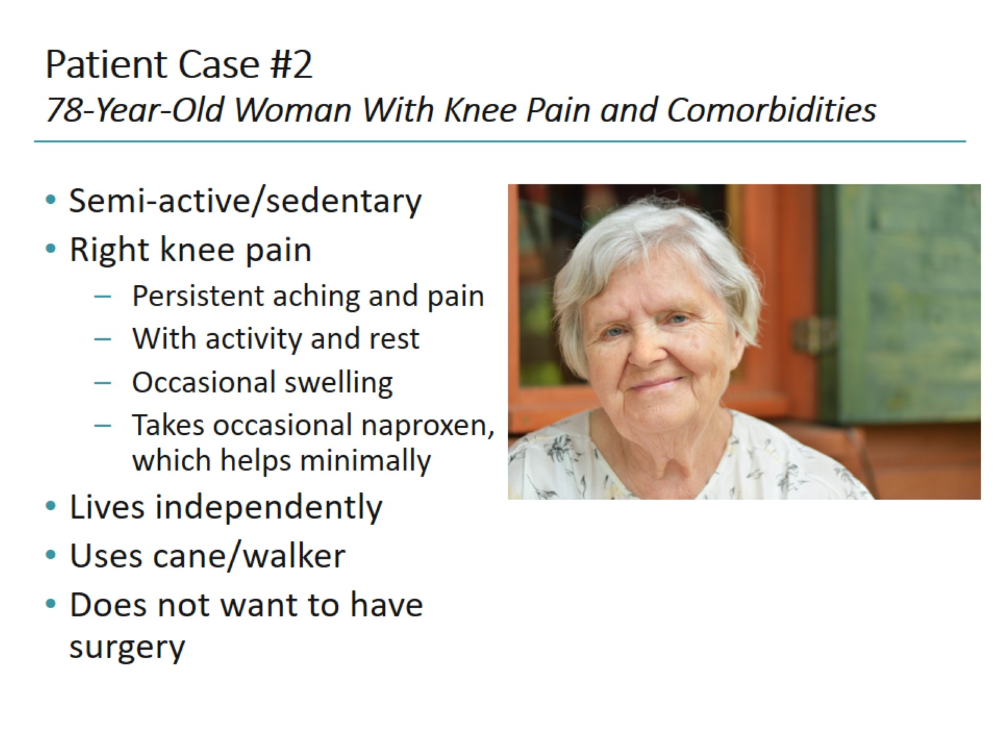 Patient Case #2
78-Year-Old Woman With Knee Pain and Comorbidities
• Semi-active/sedentary
• Right knee pain
– Persistent aching and pain
– With activity and rest
– Occasional swelling
– Takes occasional naproxen,
which helps minimally
• Lives independently
• Uses cane/walker
• Does not want to have
surgery